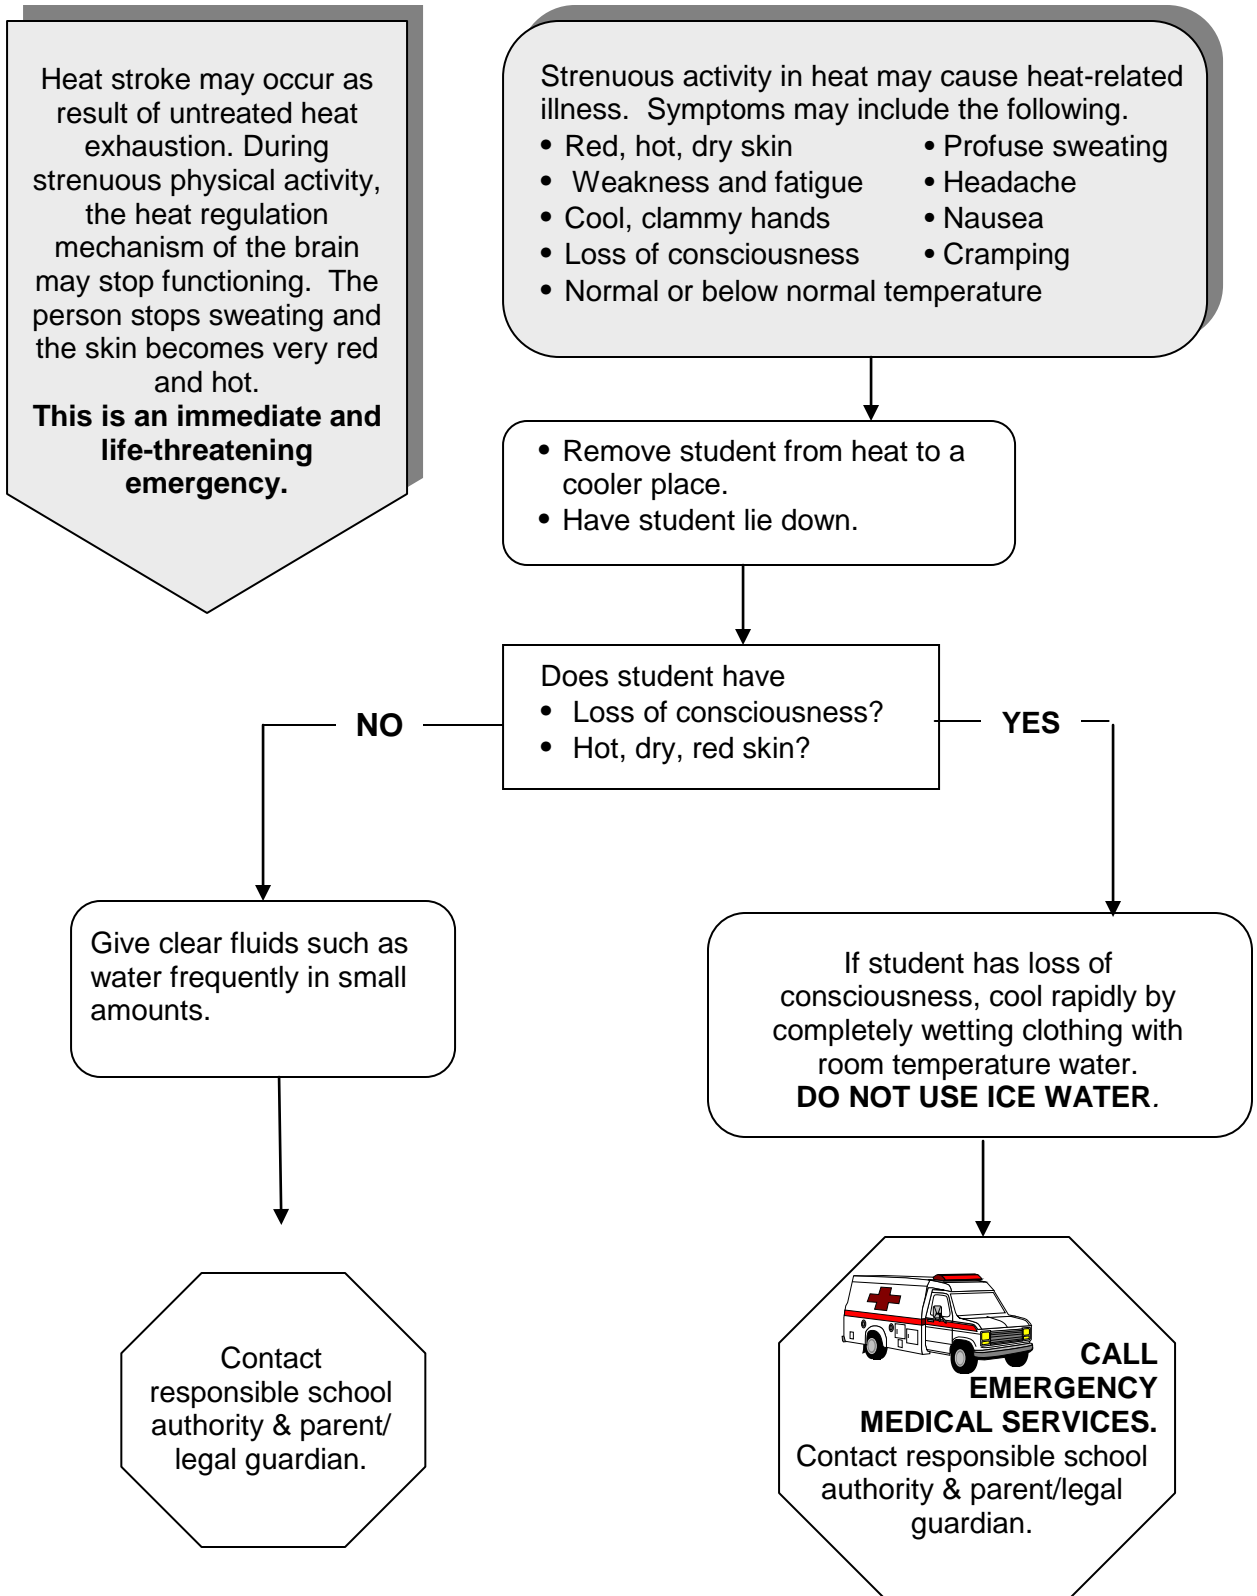 Heat stroke may occur as
result of untreated heat
exhaustion. During
strenuous physical activity,
the heat regulation
mechanism of the brain
may stop functioning.  The
person stops sweating and
the skin becomes very red
and hot.
This is an immediate and
life-threatening
emergency.
Strenuous activity in heat may cause heat-related
illness.  Symptoms may include the following.
• Red, hot, dry skin • Profuse sweating
• Weakness and fatigue • Headache
• Cool, clammy hands • Nausea
• Loss of consciousness • Cramping
• Normal or below normal temperature
• Remove student from heat to a
cooler place.
• Have student lie down.
Does student have
• Loss of consciousness?
• Hot, dry, red skin?
NO
YES
Give clear fluids such as
water frequently in small
amounts.
If student has loss of
consciousness, cool rapidly by
completely wetting clothing with
room temperature water.
DO NOT USE ICE WATER.
Contact
responsible school
authority & parent/
legal guardian.
CALL
EMERGENCY
MEDICAL SERVICES.
Contact responsible school
authority & parent/legal
guardian.